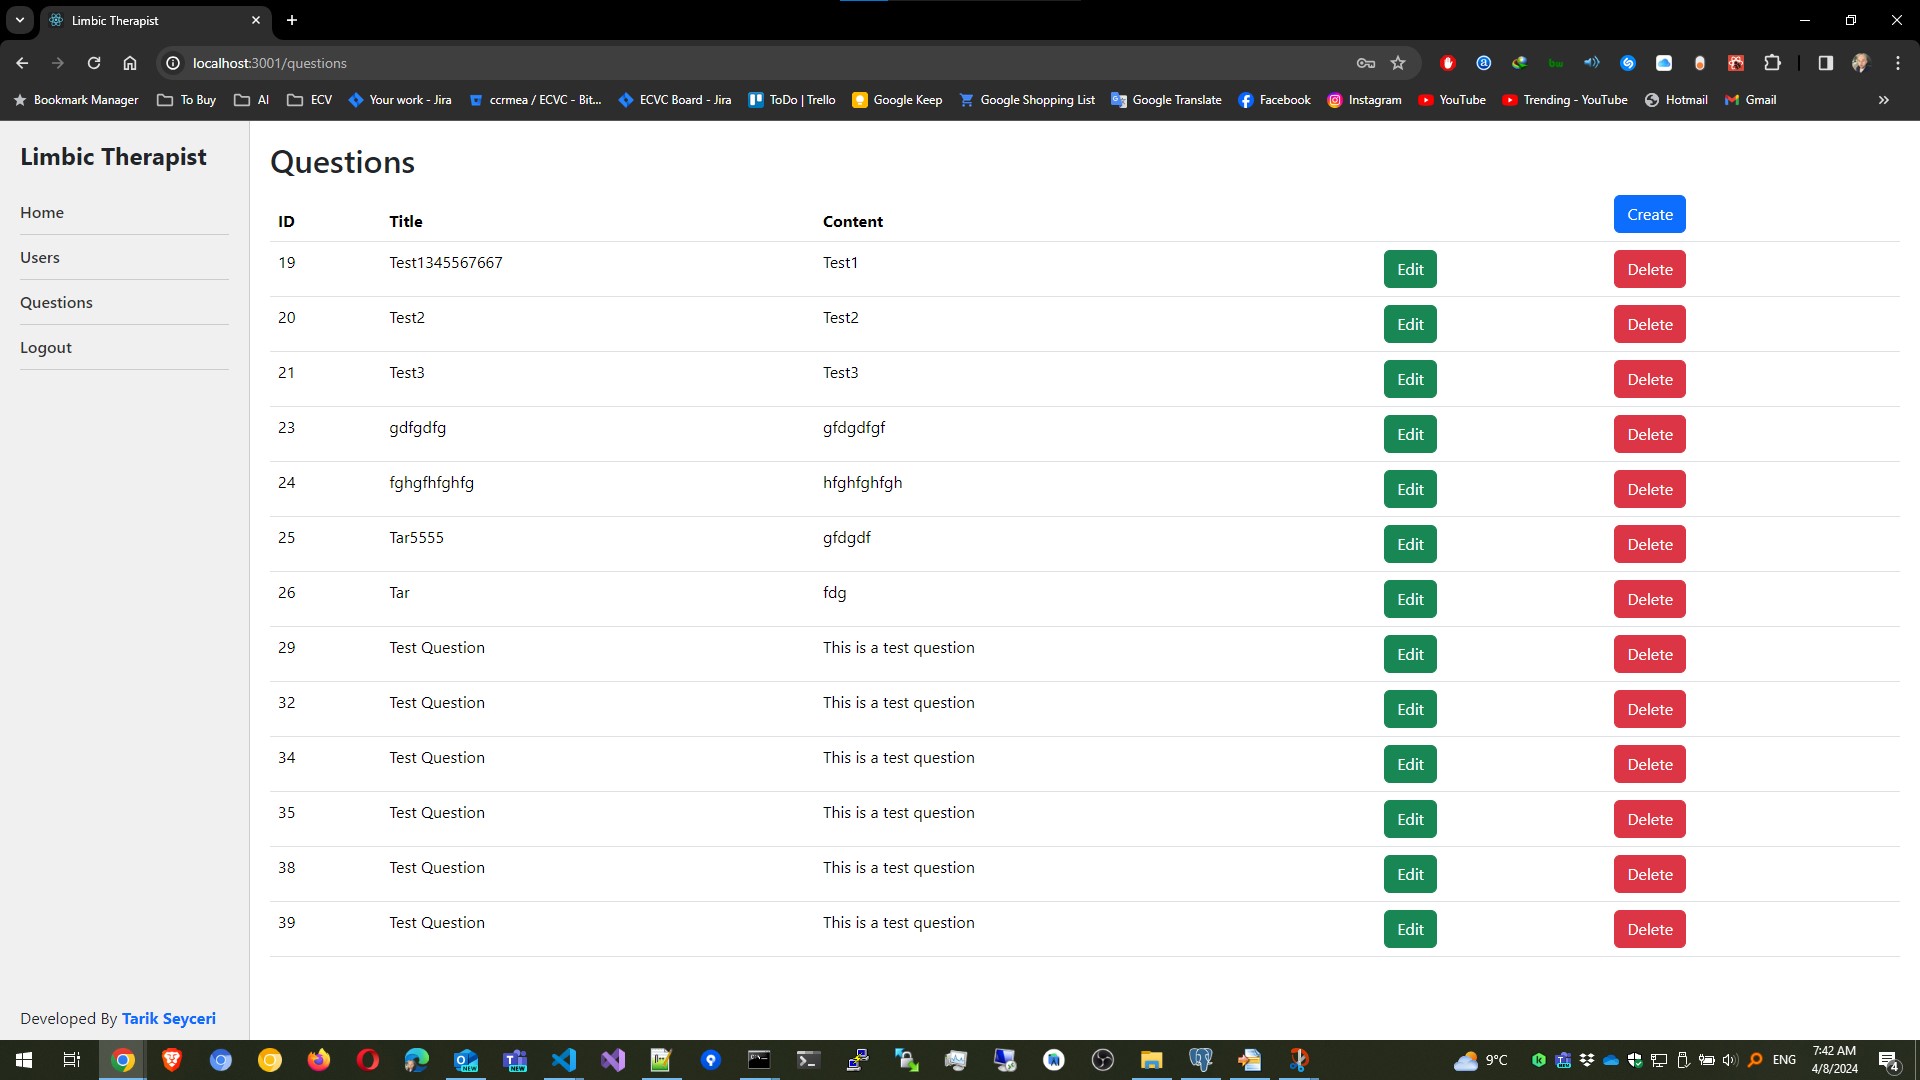 Limbic Therapist
localhost:3001/questions
Bookmark Manager To Buy AI ECV Your work - Jira ccrmea / ECVC - Bit... ECVC Board - Jira ToDo | Trello Google Keep Google Shopping List Google Translate Facebook Instagram YouTube Trending - YouTube Hotmail Gmail »
Limbic Therapist
Home
Users
Questions
Logout
Developed By Tarik Seyceri
Questions
ID Title Content Create
19 Test1345567667 Test1 Edit Delete
20 Test2 Test2 Edit Delete
21 Test3 Test3 Edit Delete
23 gdfgdfg gfdgdfgf Edit Delete
24 fghgfhfghfg hfghfghfgh Edit Delete
25 Tar5555 gfdgdf Edit Delete
26 Tar fdg Edit Delete
29 Test Question This is a test question Edit Delete
32 Test Question This is a test question Edit Delete
34 Test Question This is a test question Edit Delete
35 Test Question This is a test question Edit Delete
38 Test Question This is a test question Edit Delete
39 Test Question This is a test question Edit Delete
9°C ENG 7:42 AM
4/8/2024 4